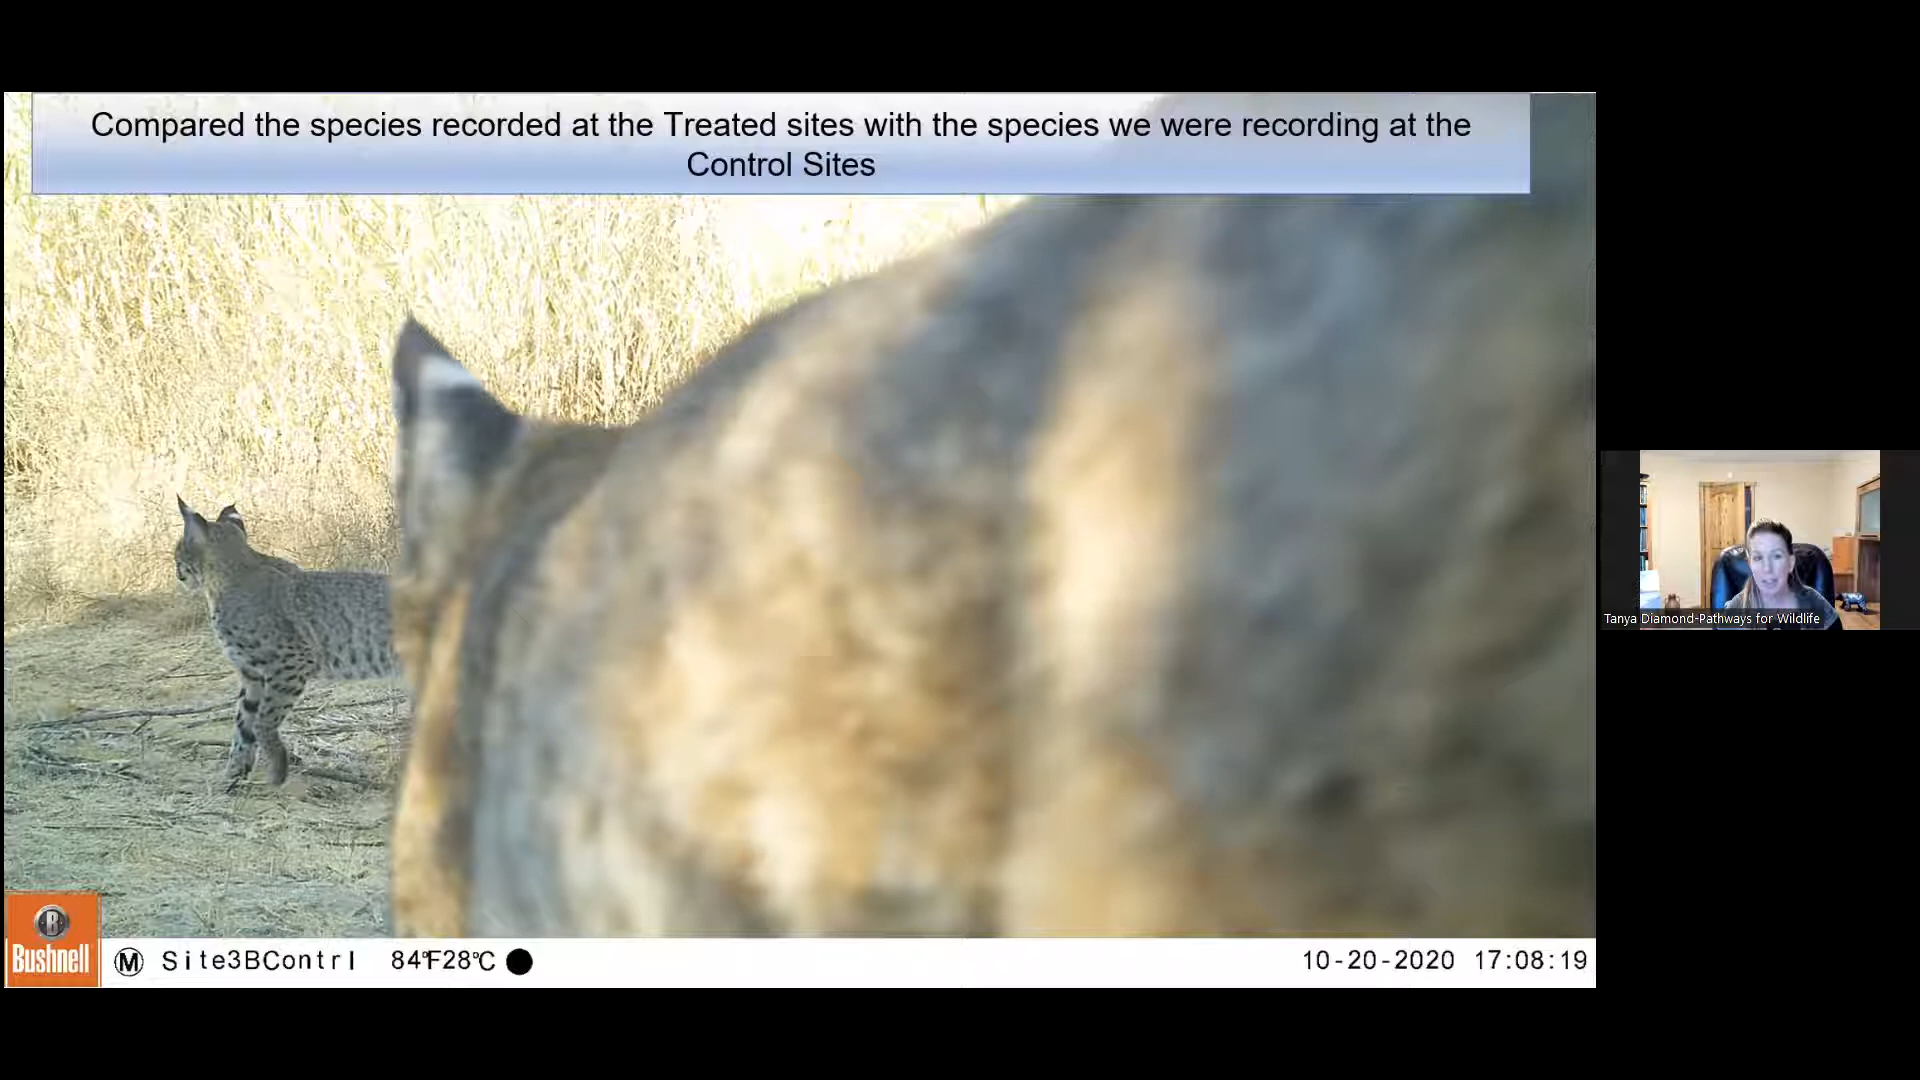 Compared the species recorded at the Treated sites with the species we were recording at the
Control Sites
Tanya Diamond-Pathways for Wildlife
B
Bushnell
M Site3BContrl 84°F28°C 10-20-2020 17:08:19